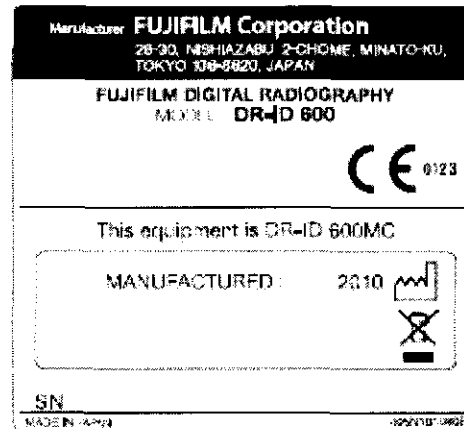 Manufacturer FUJIFILM Corporation
26-30, NISHIAZABU 2-CHOME, MINATO-KU,
TOKYO 106-8620, JAPAN
FUJIFILM DIGITAL RADIOGRAPHY
MODEL DR-ID 600
CE 0123
This equipment is DR-ID 600MC
MANUFACTURED : 2010
SN
MADE IN JAPAN